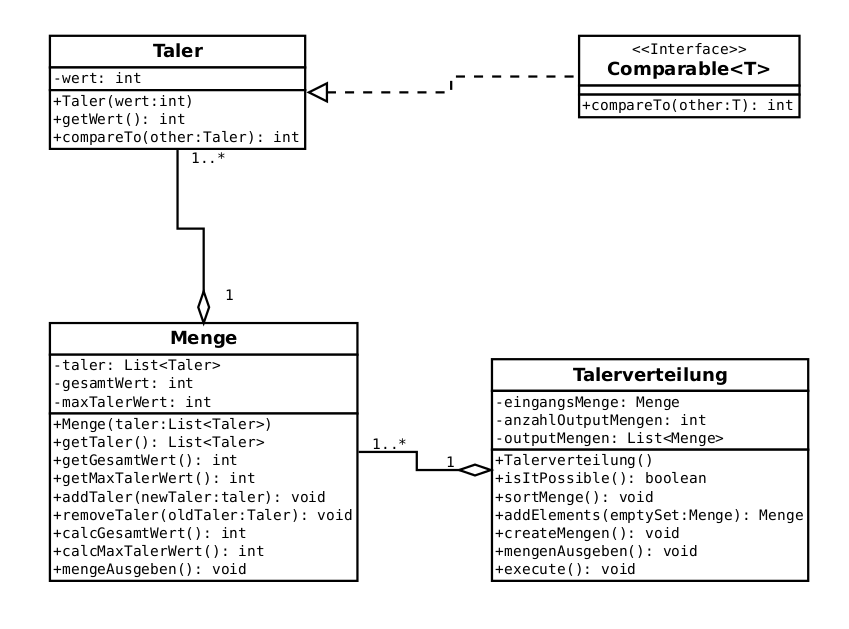 Taler
-wert: int
+Taler(wert:int)
+getWert(): int
+compareTo(other:Taler): int
<<Interface>>
Comparable<T>
+compareTo(other:T): int
1..*
1
Menge
-taler: List<Taler>
-gesamtWert: int
-maxTalerWert: int
+Menge(taler:List<Taler>)
+getTaler(): List<Taler>
+getGesamtWert(): int
+getMaxTalerWert: int
+addTaler(newTaler:taler): void
+removeTaler(oldTaler:Taler): void
+calcGesamtWert(): int
+calcMaxTalerWert(): int
+mengeAusgeben(): void
1..*
1
Talerverteilung
-eingangsMenge: Menge
-anzahlOutputMengen: int
-outputMengen: List<Menge>
+Talerverteilung()
+isItPossible(): boolean
+sortMenge(): void
+addElements(emptySet:Menge): Menge
+createMengen(): void
+mengenAusgeben(): void
+execute(): void